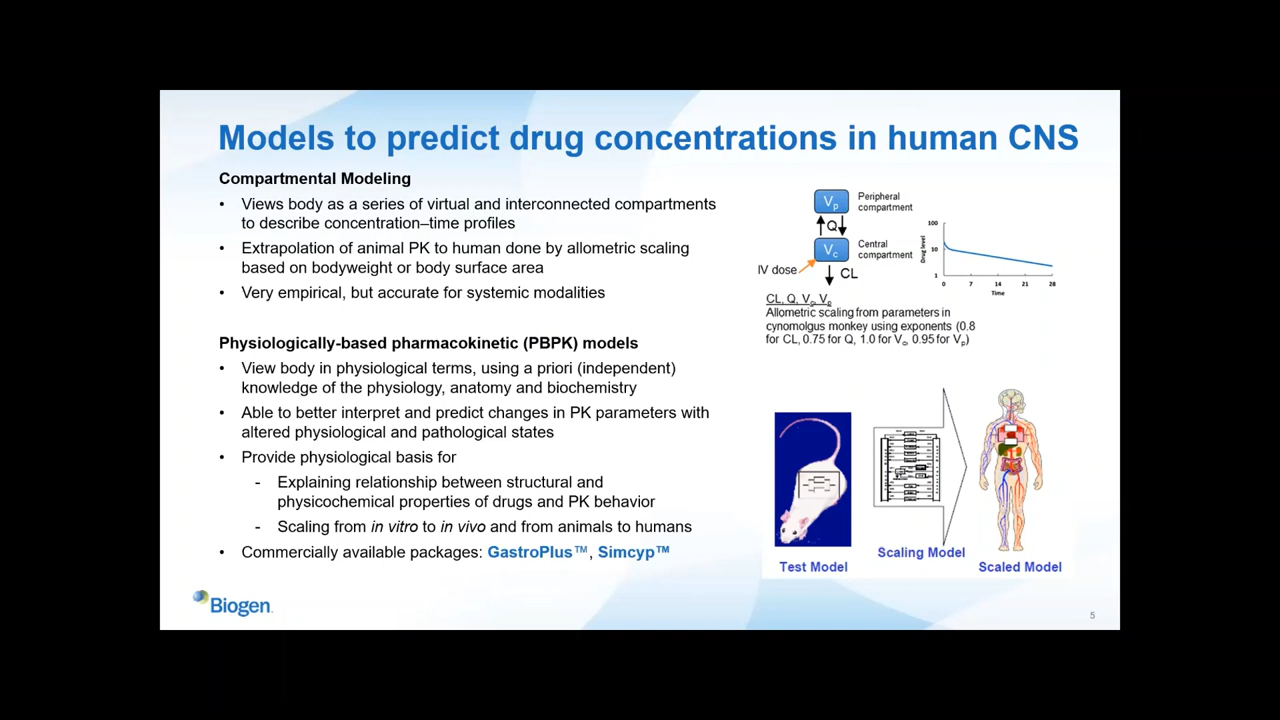 Models to predict drug concentrations in human CNS
Compartmental Modeling
• Views body as a series of virtual and interconnected compartments
to describe concentration–time profiles
• Extrapolation of animal PK to human done by allometric scaling
based on bodyweight or body surface area
• Very empirical, but accurate for systemic modalities
Physiologically-based pharmacokinetic (PBPK) models
• View body in physiological terms, using a priori (independent)
knowledge of the physiology, anatomy and biochemistry
• Able to better interpret and predict changes in PK parameters with
altered physiological and pathological states
• Provide physiological basis for
- Explaining relationship between structural and
physicochemical properties of drugs and PK behavior
- Scaling from in vitro to in vivo and from animals to humans
• Commercially available packages: GastroPlus™, Simcyp™
Vp
Peripheral
compartment
Q
Vc
Central
compartment
IV dose
CL
Drug level
100
10
1
0 7 14 21 28
Time
CL, Q, Vc, Vp
Allometric scaling from parameters in
cynomolgus monkey using exponents (0.8
for CL, 0.75 for Q, 1.0 for Vc, 0.95 for Vp)
Test Model
Scaling Model
Scaled Model
Biogen
5